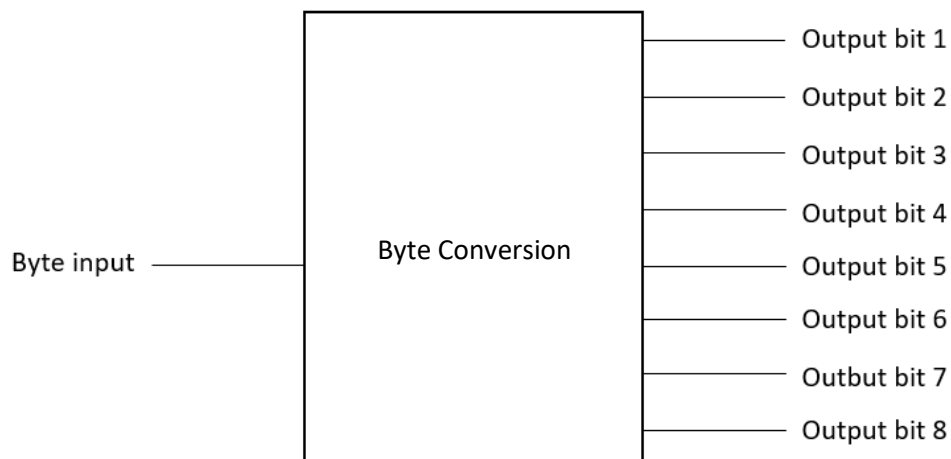 Output bit 1
Output bit 2
Output bit 3
Output bit 4
Byte Conversion
Byte input
Output bit 5
Output bit 6
Outbut bit 7
Output bit 8